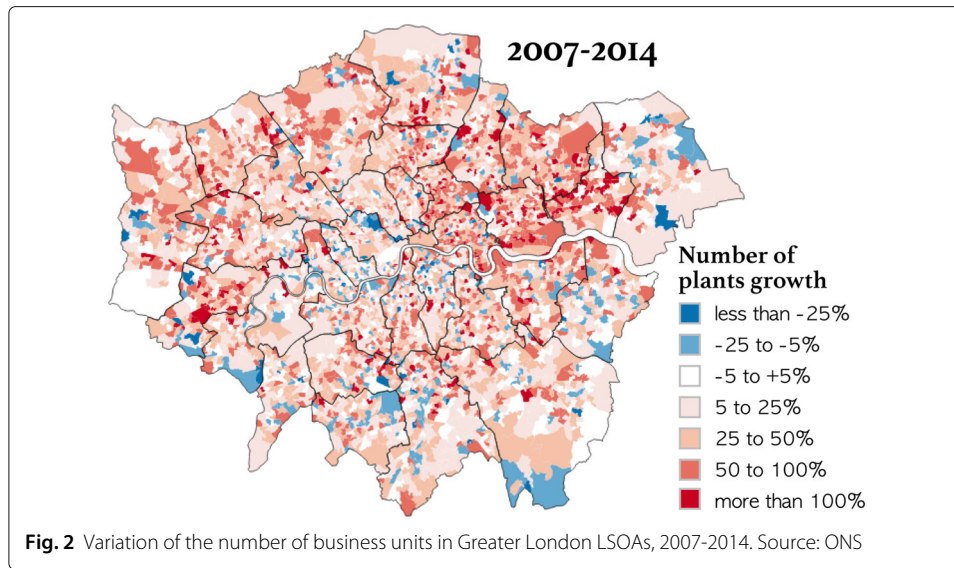 2007-2014
Number of
plants growth
less than -25%
-25 to -5%
-5 to +5%
5 to 25%
25 to 50%
50 to 100%
more than 100%
Fig. 2 Variation of the number of business units in Greater London LSOAs, 2007-2014. Source: ONS